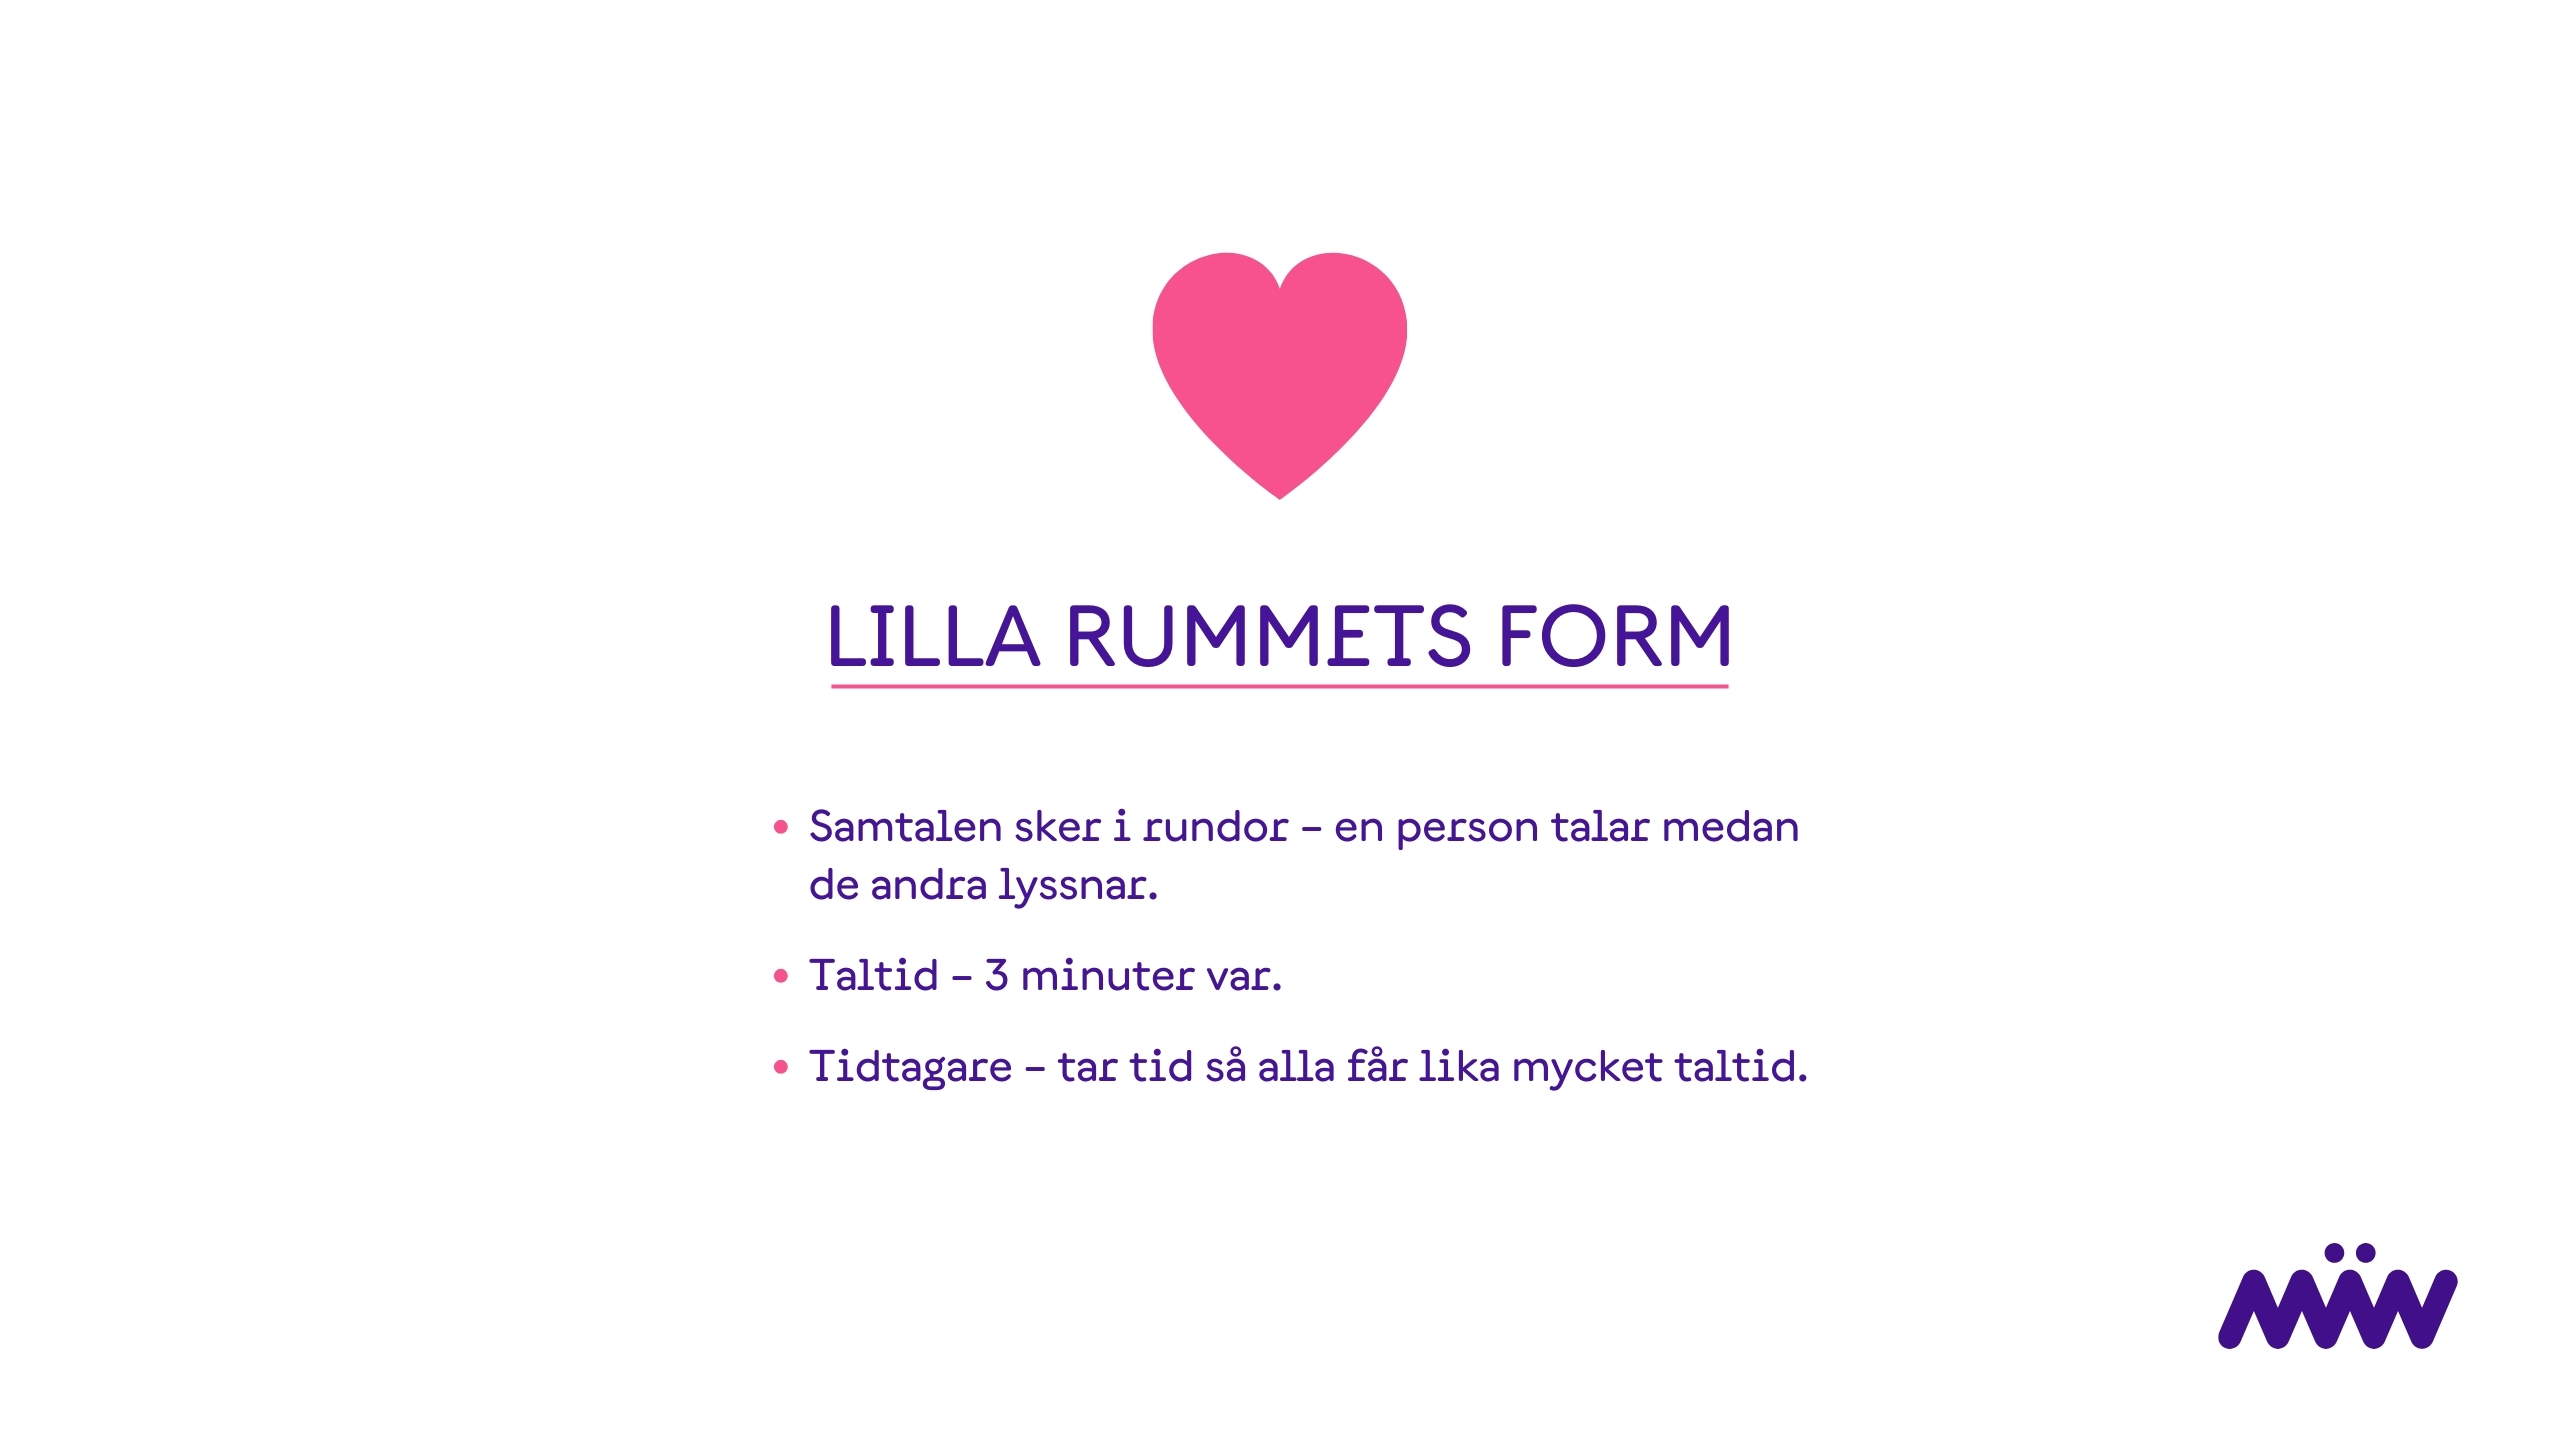 LILLA RUMMETS FORM
• Samtalen sker i rundor – en person talar medan
de andra lyssnar.
• Taltid – 3 minuter var.
• Tidtagare – tar tid så alla får lika mycket taltid.